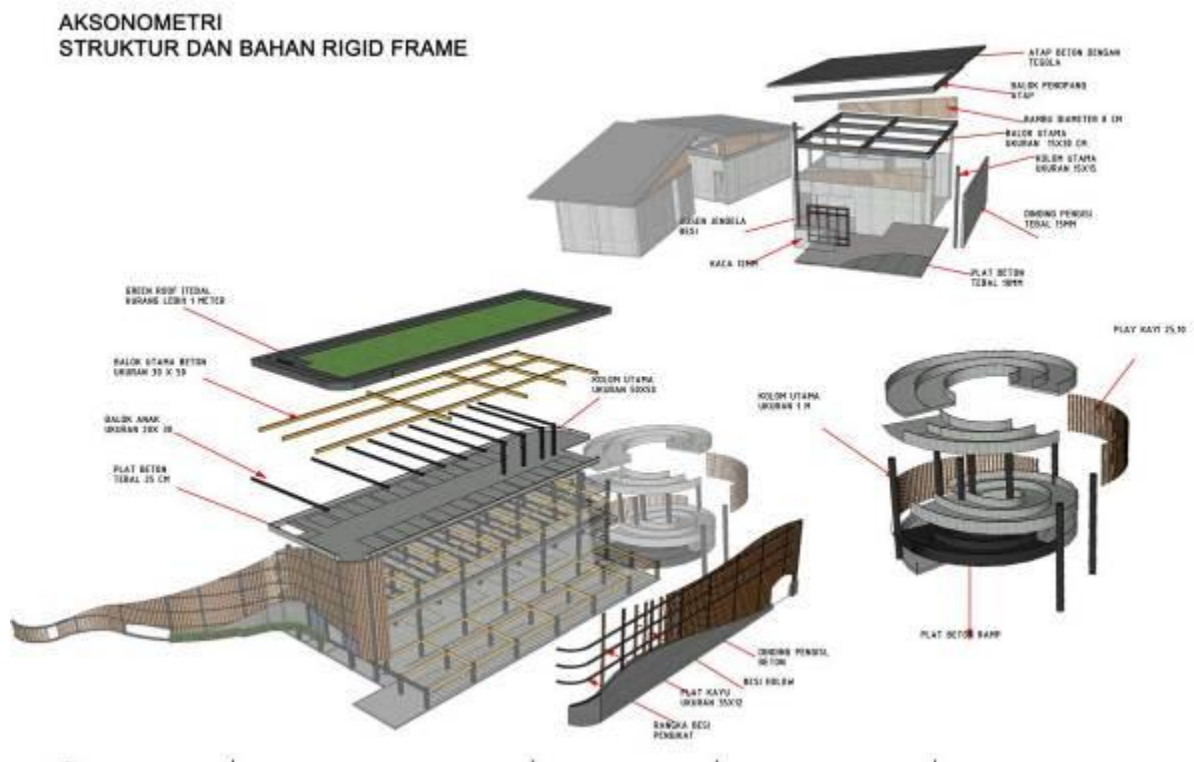 AKSONOMETRI
STRUKTUR DAN BAHAN RIGID FRAME
ATAP BETON DENGAN
TEGOLA
BALOK PENOPANG
ATAP
BAMBU DIAMETER 8 CM
BALOK UTAMA
UKURAN 15X30 CM
KOLOM UTAMA
UKURAN 15X15
DINDING PENGISI
TEBAL 15MM
KUSEN JENDELA
BESI
KACA 12MM
PLAT BETON
TEBAL 10MM
GREEN ROOF (TEBAL
KURANG LEBIH 1 METER
BALOK UTAMA BETON
UKURAN 30 X 50
KOLOM UTAMA
UKURAN 50X50
BALOK ANAK
UKURAN 20X 30
PLAT BETON
TEBAL 25 CM
PLAY KAYI 25,10
KOLOM UTAMA
UKURAN 1 M
PLAT BETON RAMP
DINDING PENGISI
BETON
BESI HOLOW
PLAT KAYU
UKURAN 35X12
RANGKA BESI
PENGIKAT